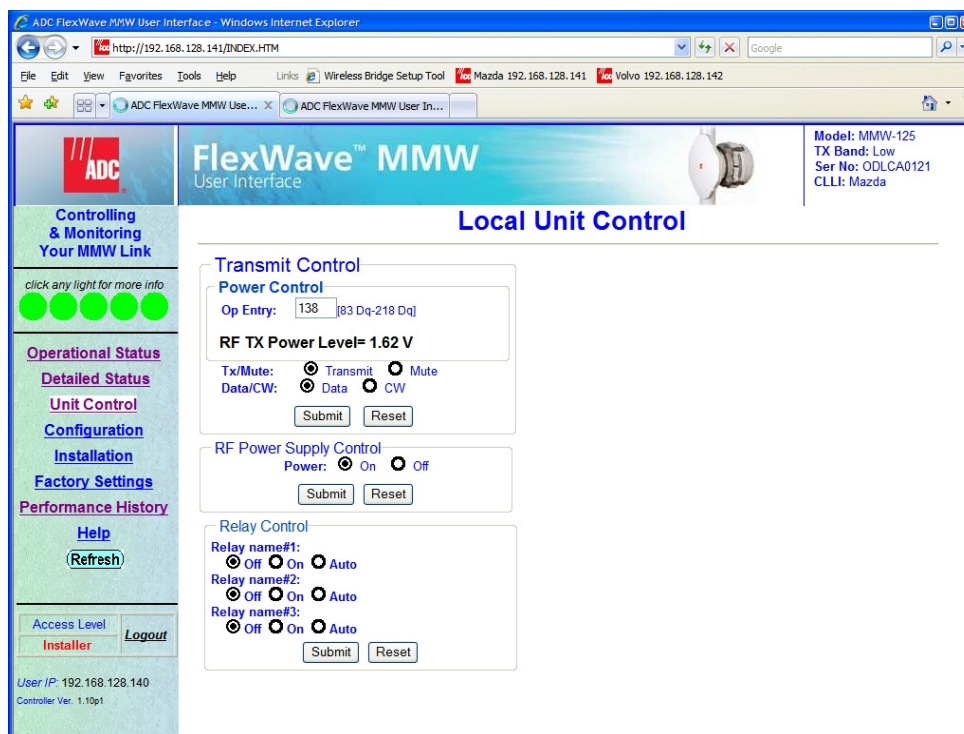 ADC FlexWave MMW User Interface - Windows Internet Explorer
http://192.168.128.141/INDEX.HTM
Google
File Edit View Favorites Tools Help Links Wireless Bridge Setup Tool Mazda 192.168.128.141 Volvo 192.168.128.142
ADC FlexWave MMW Use... X ADC FlexWave MMW User In...
ADC
FlexWave™ MMW
User Interface
Model: MMW-125
TX Band: Low
Ser No: ODLCA0121
CLLI: Mazda
Controlling
& Monitoring
Your MMW Link
click any light for more info
Operational Status
Detailed Status
Unit Control
Configuration
Installation
Factory Settings
Performance History
Help
Refresh
Access Level
Installer
Logout
User IP: 192.168.128.140
Controller Ver. 1.10p1
Local Unit Control
Transmit Control
Power Control
Op Entry: 138 [83 Dq-218 Dq]
RF TX Power Level= 1.62 V
Tx/Mute: Transmit Mute
Data/CW: Data CW
Submit Reset
RF Power Supply Control
Power: On Off
Submit Reset
Relay Control
Relay name#1:
Off On Auto
Relay name#2:
Off On Auto
Relay name#3:
Off On Auto
Submit Reset